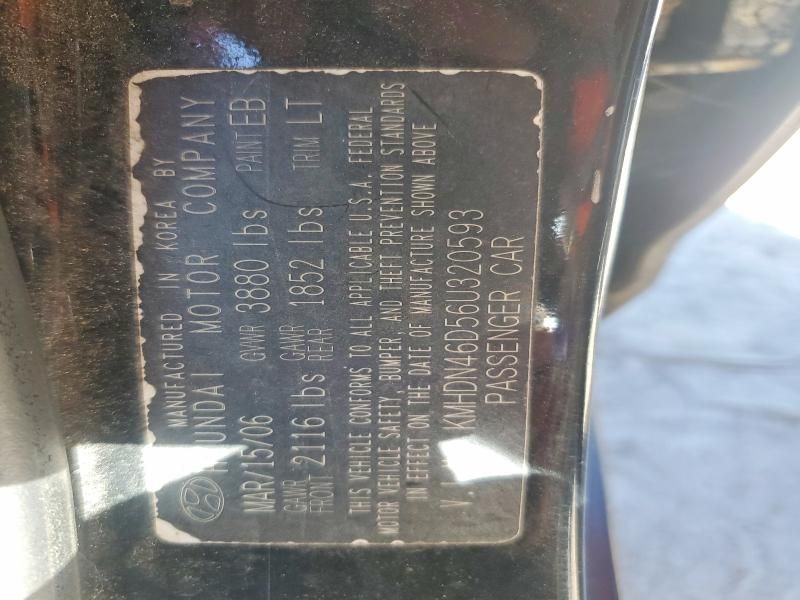 MANUFACTURED IN KOREA BY
HYUNDAI MOTOR COMPANY
MAR/15/06 GVWR 3880 lbs PAINT EB
GAWR FRONT 2116 lbs GAWR REAR 1852 lbs TRIM LT
THIS VEHICLE CONFORMS TO ALL APPLICABLE U.S.A. FEDERAL
MOTOR VEHICLE SAFETY, BUMPER, AND THEFT PREVENTION STANDARDS
IN EFFECT ON THE DATE OF MANUFACTURE SHOWN ABOVE
KMHDN46D56U320593
PASSENGER CAR